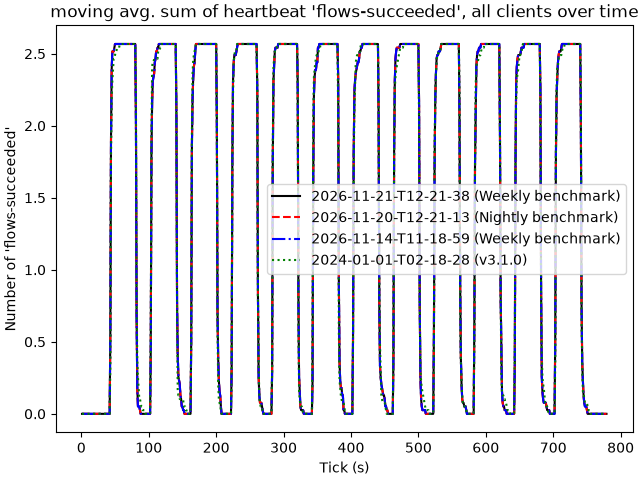 moving avg. sum of heartbeat 'flows-succeeded', all clients over time
Number of 'flows-succeeded'
2.5
2.0
1.5
1.0
0.5
0.0
2026-11-21-T12-21-38 (Weekly benchmark)
2026-11-20-T12-21-13 (Nightly benchmark)
2026-11-14-T11-18-59 (Weekly benchmark)
2024-01-01-T02-18-28 (v3.1.0)
0 100 200 300 400 500 600 700 800
Tick (s)